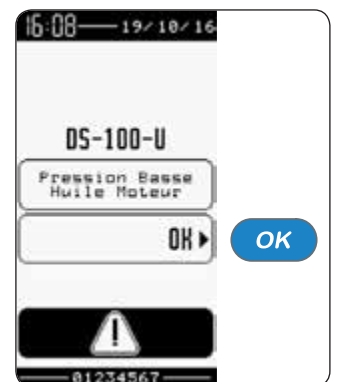 16:08 19/10/16
DS-100-U
Pression Basse
Huile Moteur
OK
OK
01234567